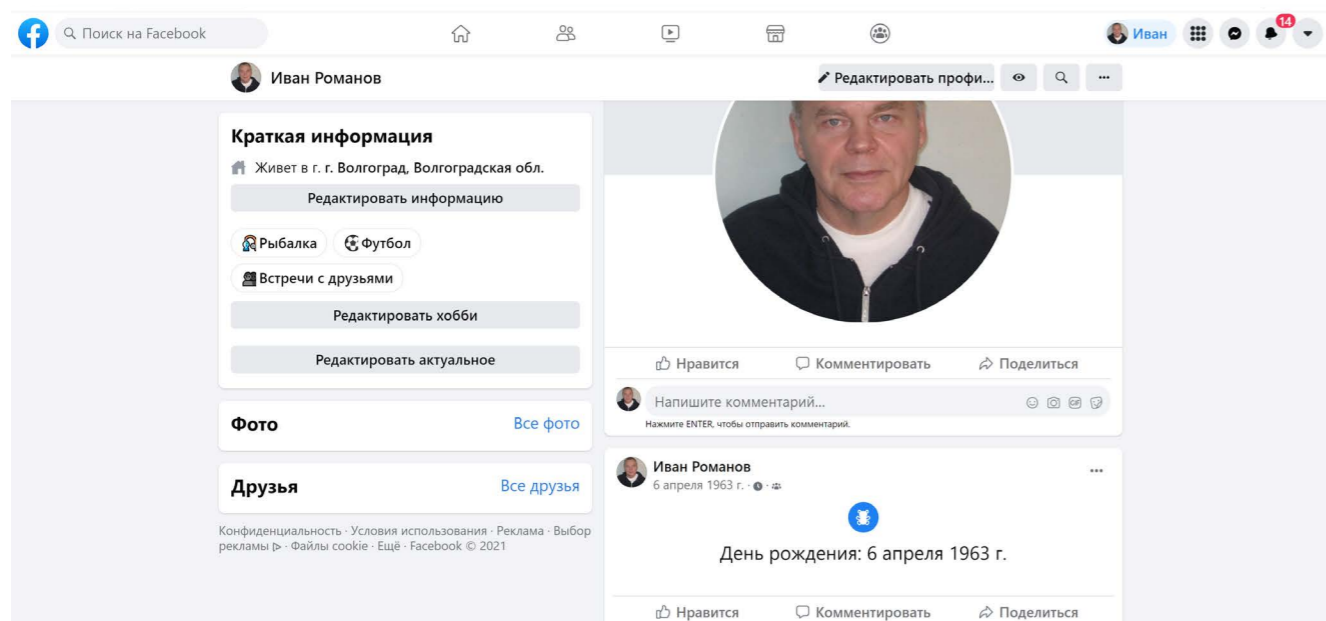 Поиск на Facebook
Иван
14
Иван Романов
Редактировать профи...
Краткая информация
Живет в г. г. Волгоград, Волгоградская обл.
Редактировать информацию
Рыбалка
Футбол
Встречи с друзьями
Редактировать хобби
Редактировать актуальное
Фото
Все фото
Друзья
Все друзья
Конфиденциальность · Условия использования · Реклама · Выбор
рекламы · Файлы cookie · Ещё · Facebook © 2021
Нравится
Комментировать
Поделиться
Напишите комментарий...
GIF
Нажмите ENTER, чтобы отправить комментарий.
Иван Романов
6 апреля 1963 г. ·
День рождения: 6 апреля 1963 г.
Нравится
Комментировать
Поделиться